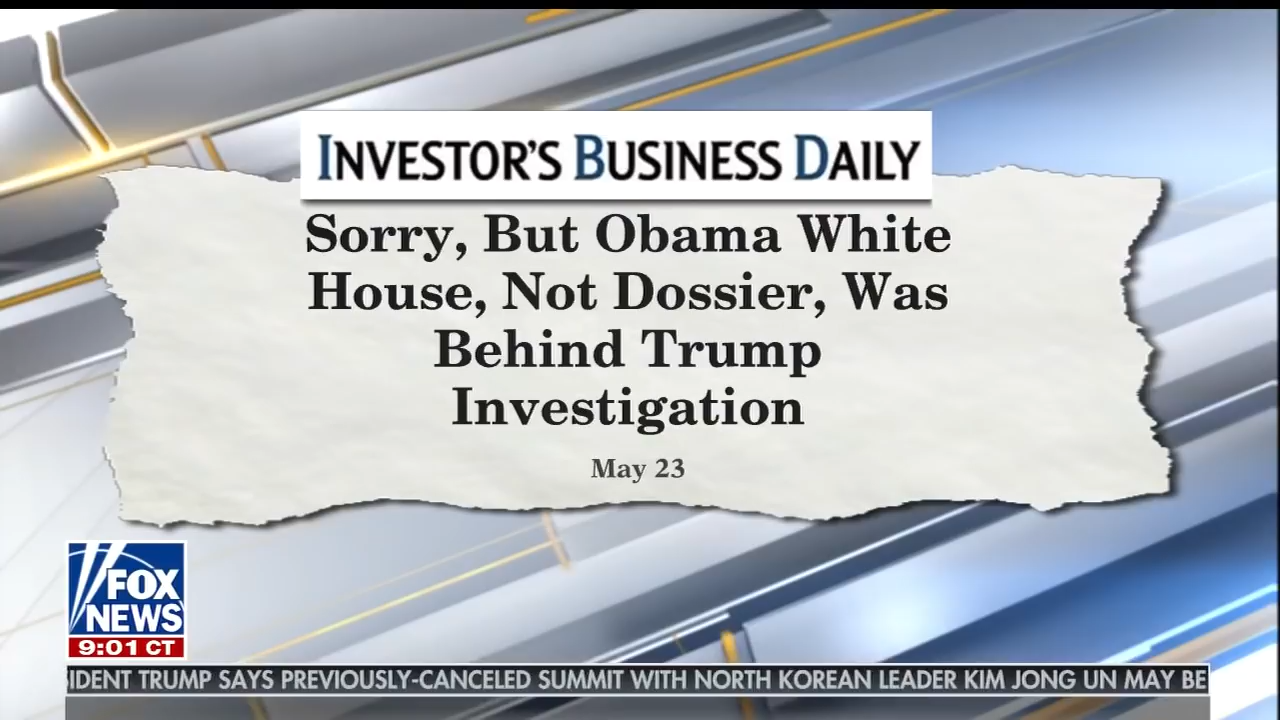 INVESTOR'S BUSINESS DAILY
Sorry, But Obama White
House, Not Dossier, Was
Behind Trump
Investigation
May 23
FOX
NEWS
9:01 CT
SIDENT TRUMP SAYS PREVIOUSLY-CANCELED SUMMIT WITH NORTH KOREAN LEADER KIM JONG UN MAY BE